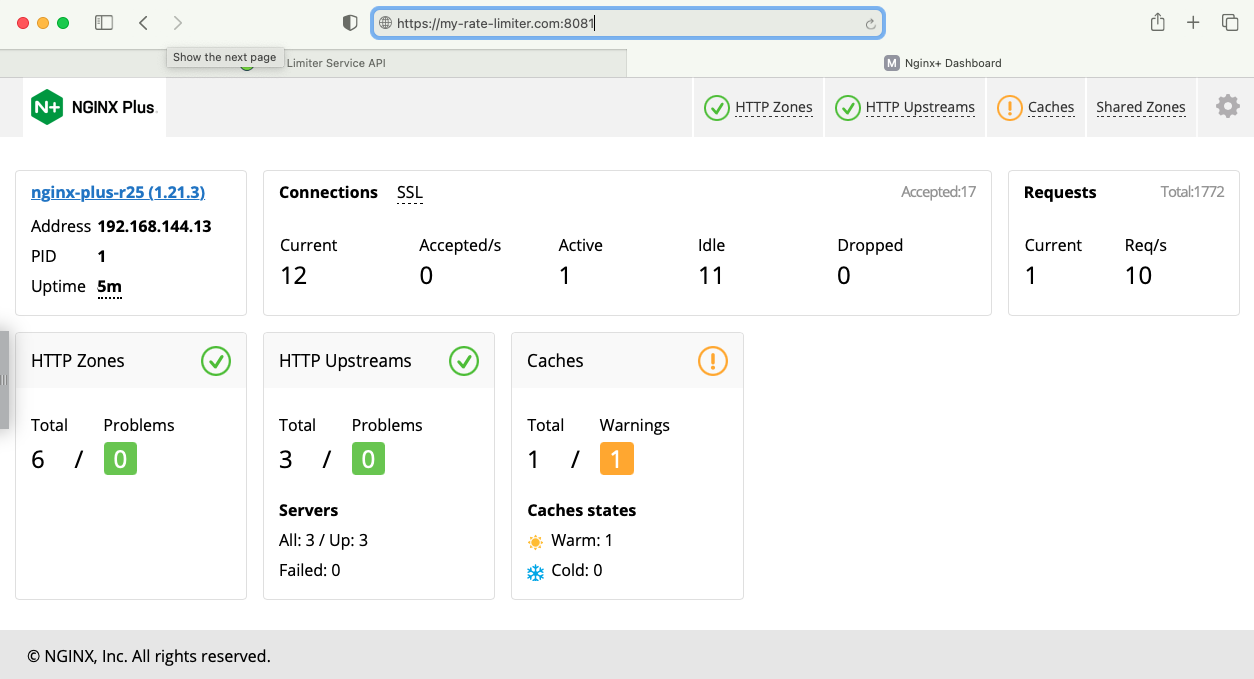 https://my-rate-limiter.com:8081
Show the next page
Limiter Service API
M Nginx+ Dashboard
N+ NGINX Plus.
HTTP Zones
HTTP Upstreams
Caches
Shared Zones
nginx-plus-r25 (1.21.3)
Address 192.168.144.13
PID 1
Uptime 5m
Connections SSL Accepted:17
Current Accepted/s Active Idle Dropped
12 0 1 11 0
Requests Total:1772
Current Req/s
1 10
HTTP Zones
Total Problems
6 / 0
HTTP Upstreams
Total Problems
3 / 0
Servers
All: 3 / Up: 3
Failed: 0
Caches
Total Warnings
1 / 1
Caches states
Warm: 1
Cold: 0
© NGINX, Inc. All rights reserved.